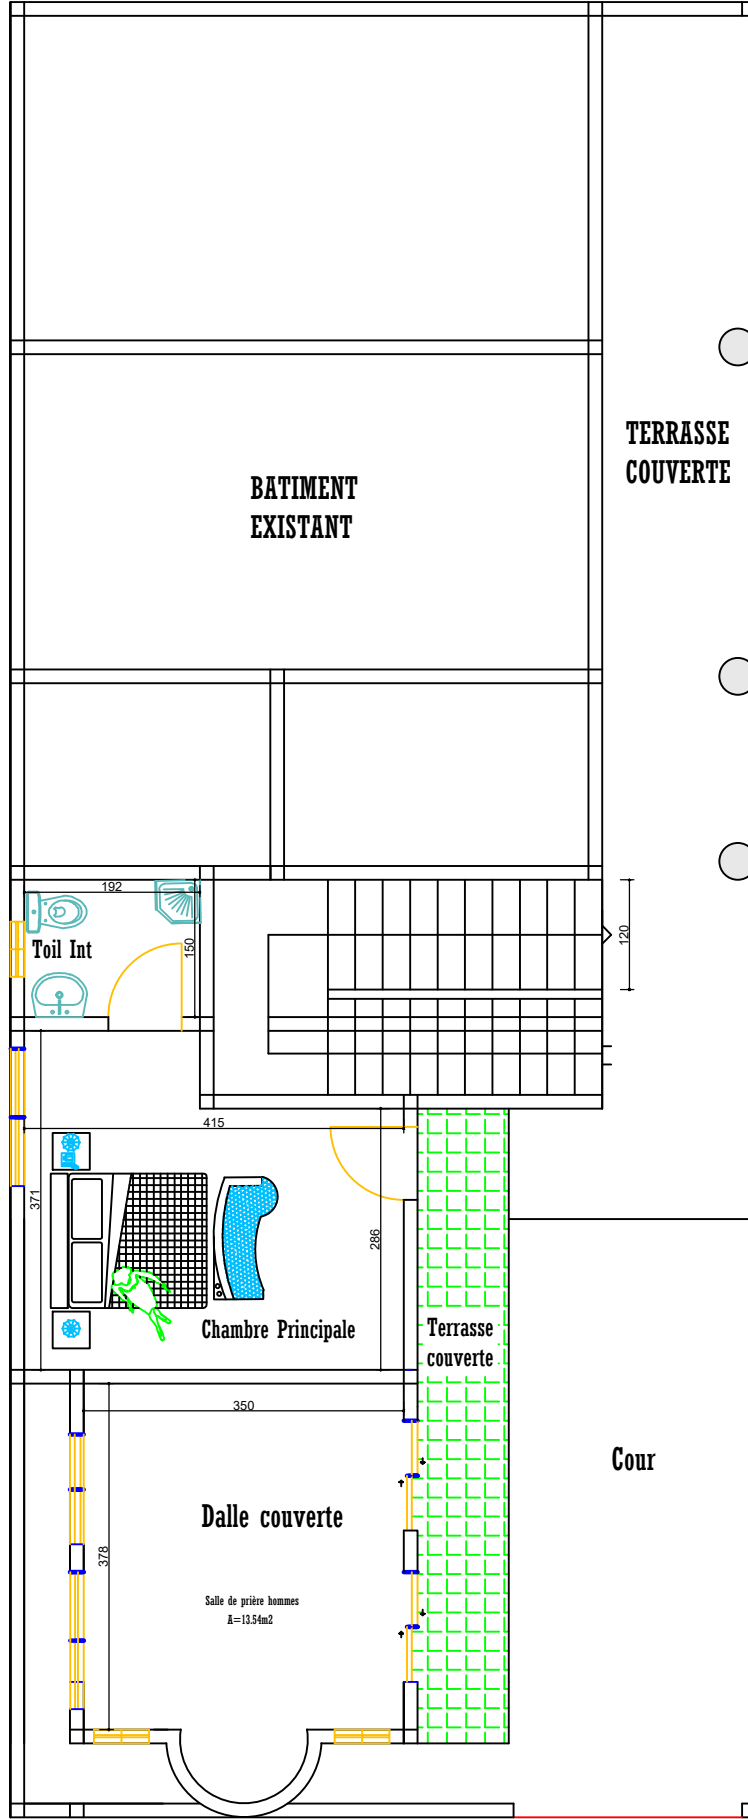 TERRASSE
COUVERTE
BATIMENT
EXISTANT
192
Toil Int
150
120
415
371
286
Chambre Principale
Terrasse
couverte
350
Cour
Dalle couverte
378
Salle de prière hommes
A=13.54m2